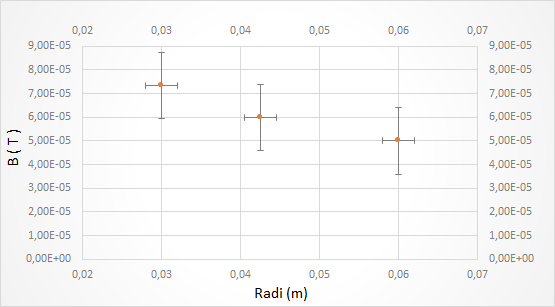 0,02 0,03 0,04 0,05 0,06 0,07
9,00E-05 9,00E-05
8,00E-05 8,00E-05
7,00E-05 7,00E-05
6,00E-05 6,00E-05
5,00E-05 5,00E-05
4,00E-05 4,00E-05
3,00E-05 3,00E-05
2,00E-05 2,00E-05
1,00E-05 1,00E-05
0,00E+00 0,00E+00
B ( T )
0,02 0,03 0,04 0,05 0,06 0,07
Radi (m)